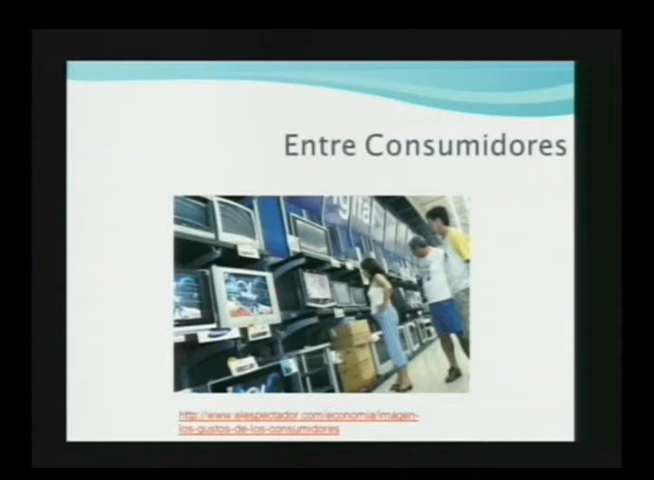 Entre Consumidores
http://www.elespectador.com/economia/imagen-
los-gustos-de-los-consumidores